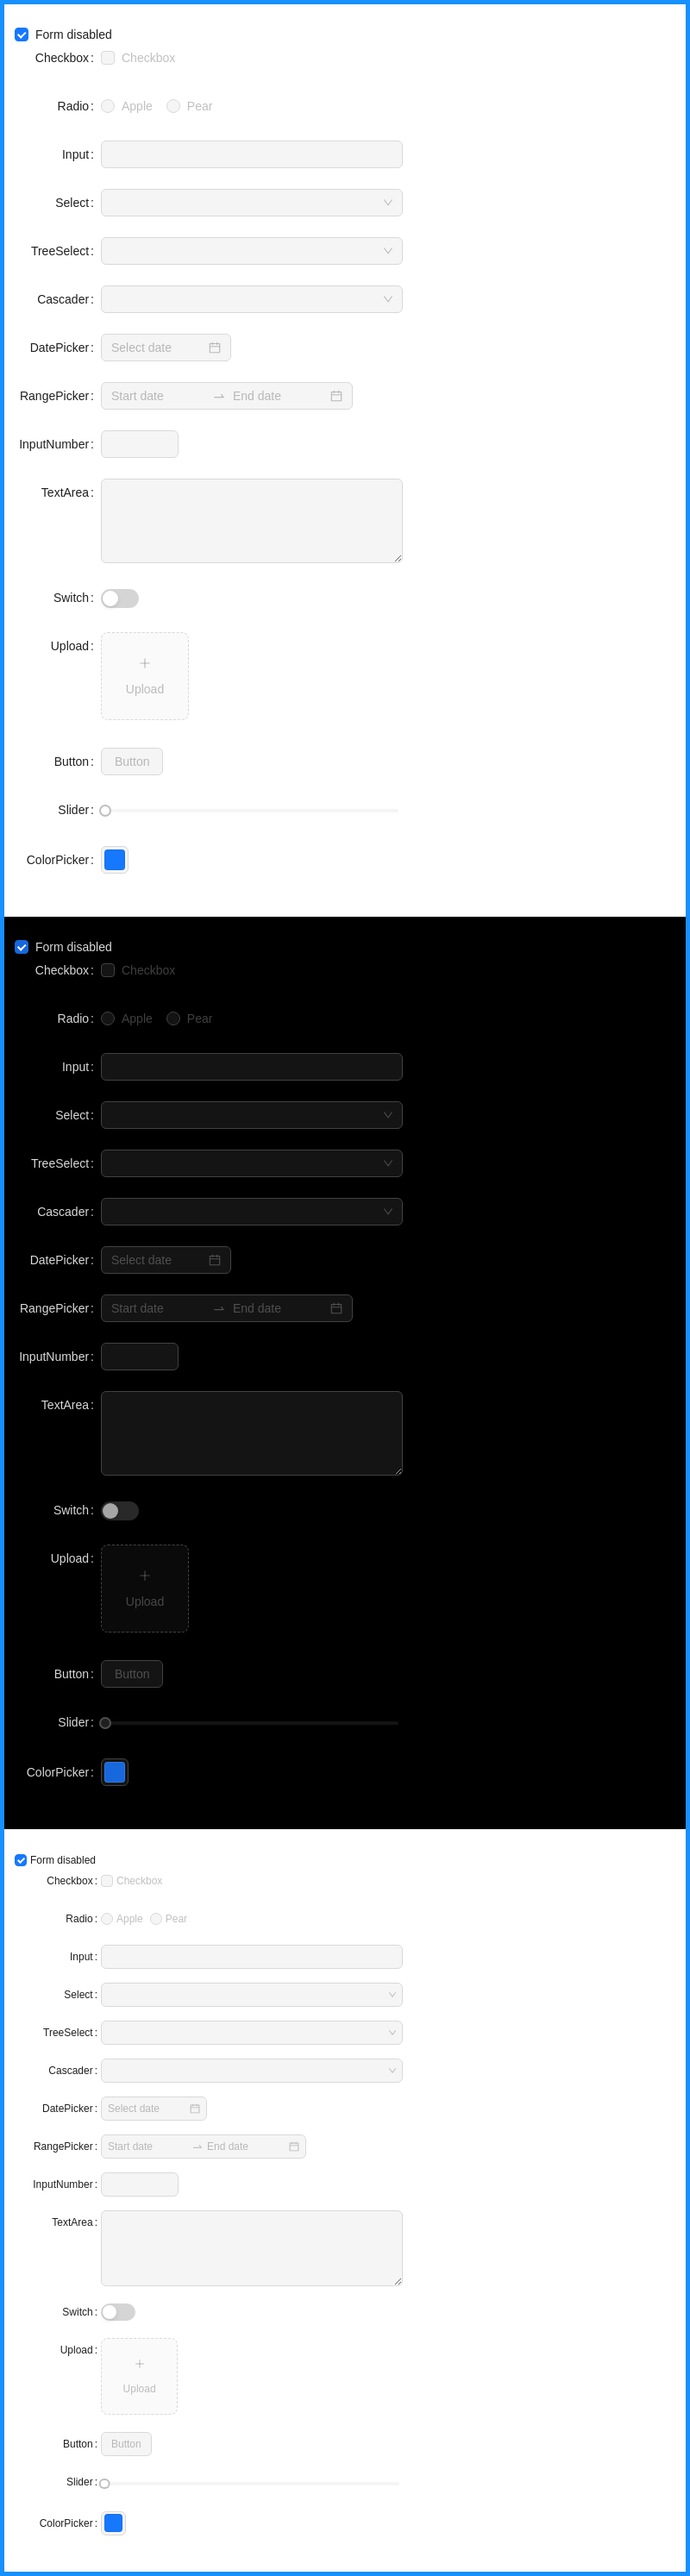 Form disabled
Checkbox: Checkbox
Radio: Apple Pear
Input:
Select:
TreeSelect:
Cascader:
DatePicker: Select date
RangePicker: Start date → End date
InputNumber:
TextArea:
Switch:
Upload:
+
Upload
Button: Button
Slider:
ColorPicker:
Form disabled
Checkbox: Checkbox
Radio: Apple Pear
Input:
Select:
TreeSelect:
Cascader:
DatePicker: Select date
RangePicker: Start date → End date
InputNumber:
TextArea:
Switch:
Upload:
+
Upload
Button: Button
Slider:
ColorPicker:
Form disabled
Checkbox: Checkbox
Radio: Apple Pear
Input:
Select:
TreeSelect:
Cascader:
DatePicker: Select date
RangePicker: Start date → End date
InputNumber:
TextArea:
Switch:
Upload:
+
Upload
Button: Button
Slider:
ColorPicker: